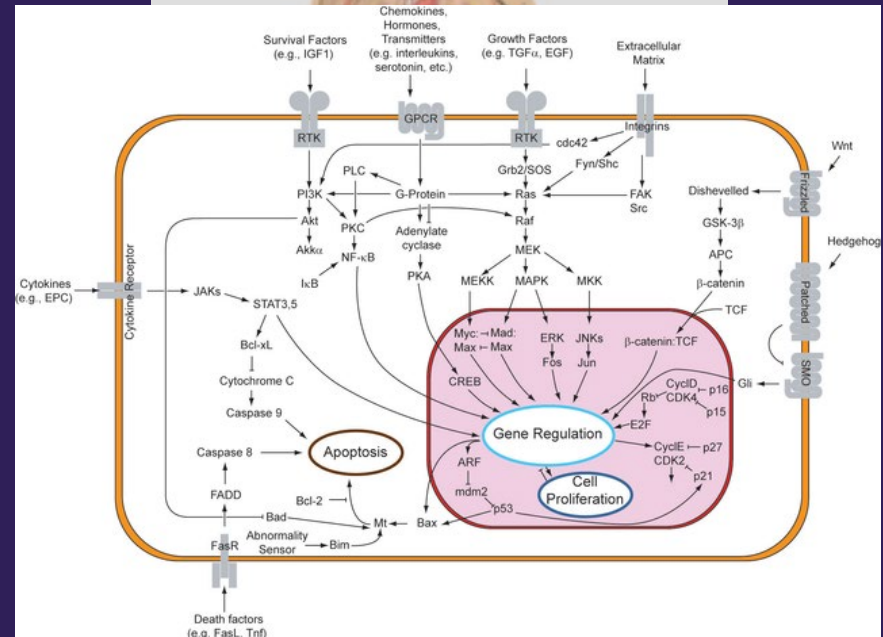 Chemokines,
Hormones,
Transmitters
(e.g. interleukins,
serotonin, etc.)
Survival Factors
(e.g., IGF1)
Growth Factors
(e.g. TGFα, EGF)
Extracellular
Matrix
RTK
GPCR
RTK
Integrins
cdc42
Wnt
Frizzled
PLC
Grb2/SOS
Fyn/Shc
PI3K
G-Protein
Ras
FAK
Src
Dishevelled
Akt
PKC
Adenylate
cyclase
Raf
GSK-3β
Akkα
NF-κB
MEK
APC
Hedgehog
IκB
PKA
MEKK
MAPK
MKK
β-catenin
Patched
Cytokines
(e.g., EPC)
Cytokine Receptor
JAKs
STAT3,5
TCF
Myc:
Mad:
Max
Max
ERK
JNKs
β-catenin:TCF
Bcl-xL
Fos
Jun
SMO
Cytochrome C
CREB
CyclD
p16
Gli
Rb
CDK4
p15
Caspase 9
E2F
Gene Regulation
Caspase 8
Apoptosis
ARF
CyclE
p27
CDK2
p21
FADD
mdm2
Cell
Proliferation
Bcl-2
p53
Bad
Mt
Bax
FasR
Abnormality
Sensor
Bim
Death factors
(e.g. FasL, Tnf)